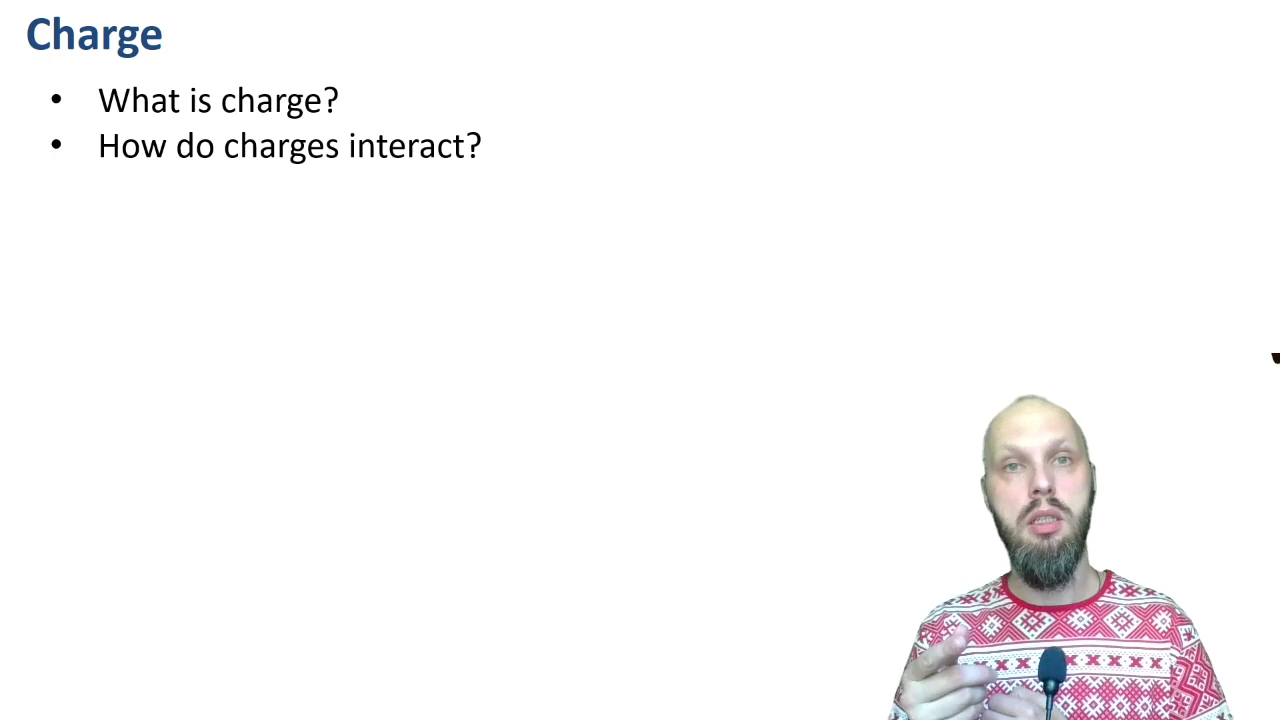 Charge
• What is charge?
• How do charges interact?